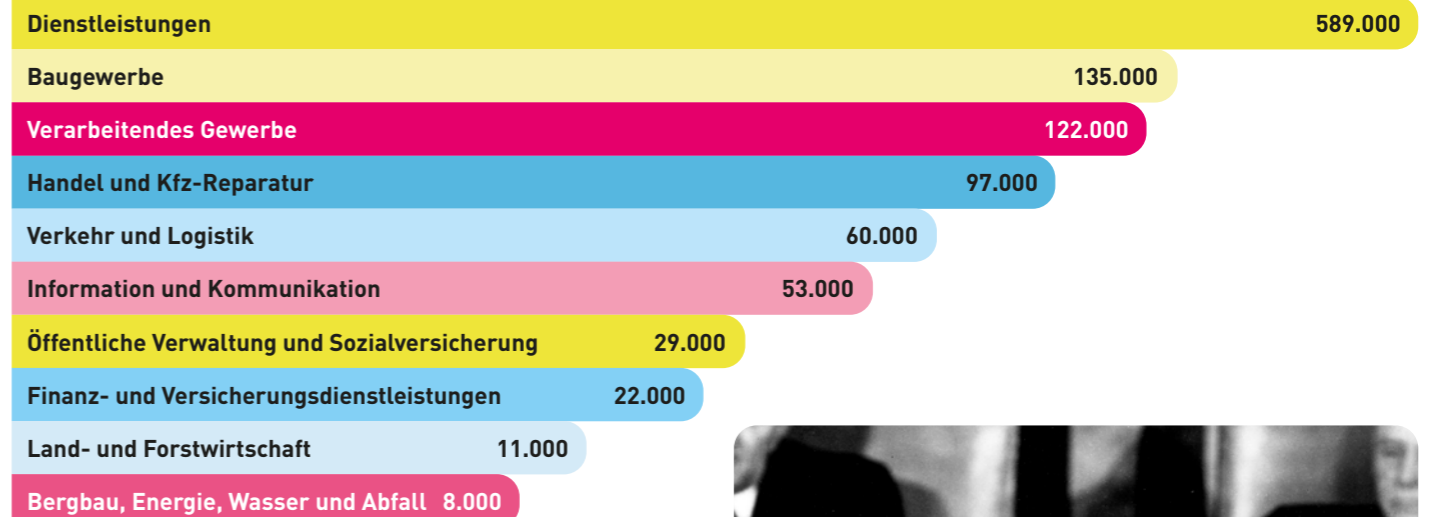 Dienstleistungen 589.000
Baugewerbe 135.000
Verarbeitendes Gewerbe 122.000
Handel und Kfz-Reparatur 97.000
Verkehr und Logistik 60.000
Information und Kommunikation 53.000
Öffentliche Verwaltung und Sozialversicherung 29.000
Finanz- und Versicherungsdienstleistungen 22.000
Land- und Forstwirtschaft 11.000
Bergbau, Energie, Wasser und Abfall 8.000